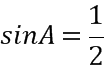 sinA = 1/2